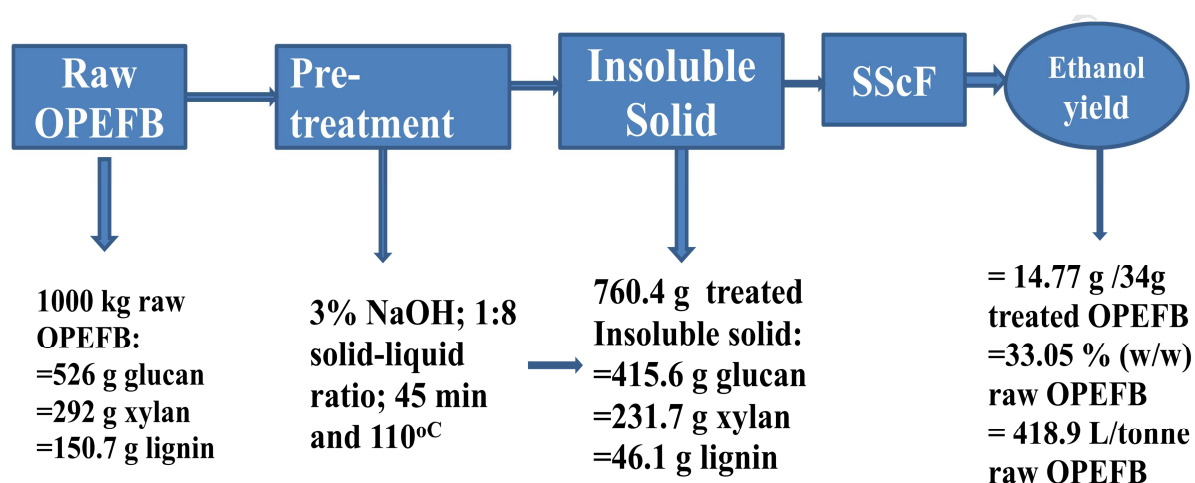 Raw
OPEFB
Pre-
treatment
Insoluble
Solid
SScF
Ethanol
yield
1000 kg raw
OPEFB:
=526 g glucan
=292 g xylan
=150.7 g lignin
3% NaOH; 1:8
solid-liquid
ratio; 45 min
and 110ᵒC
760.4 g treated
Insoluble solid:
=415.6 g glucan
=231.7 g xylan
=46.1 g lignin
= 14.77 g /34g
treated OPEFB
=33.05 % (w/w)
raw OPEFB
= 418.9 L/tonne
raw OPEFB